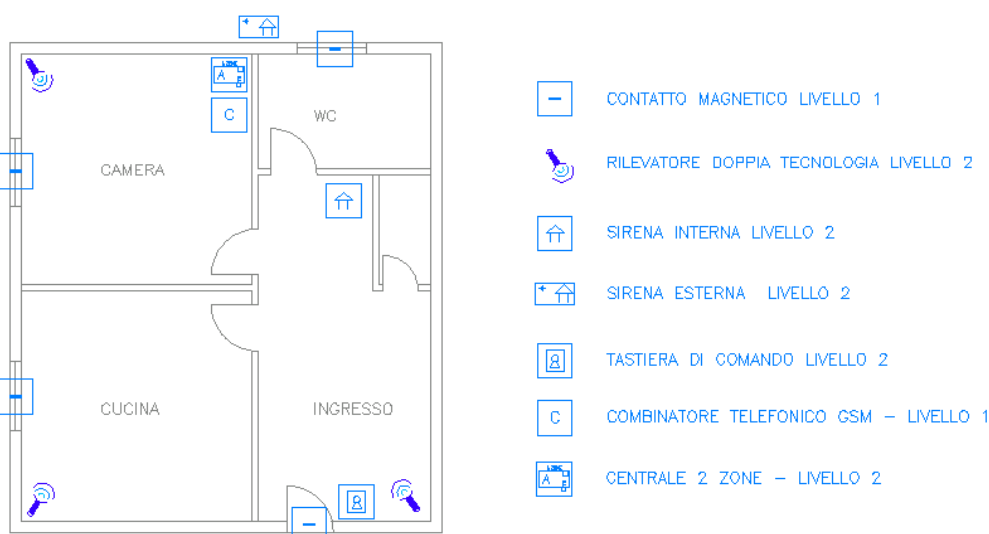 A
C
WC
CAMERA
CUCINA
INGRESSO
CONTATTO MAGNETICO LIVELLO 1
RILEVATORE DOPPIA TECNOLOGIA LIVELLO 2
SIRENA INTERNA LIVELLO 2
SIRENA ESTERNA LIVELLO 2
TASTIERA DI COMANDO LIVELLO 2
C COMBINATORE TELEFONICO GSM – LIVELLO 1
A CENTRALE 2 ZONE – LIVELLO 2